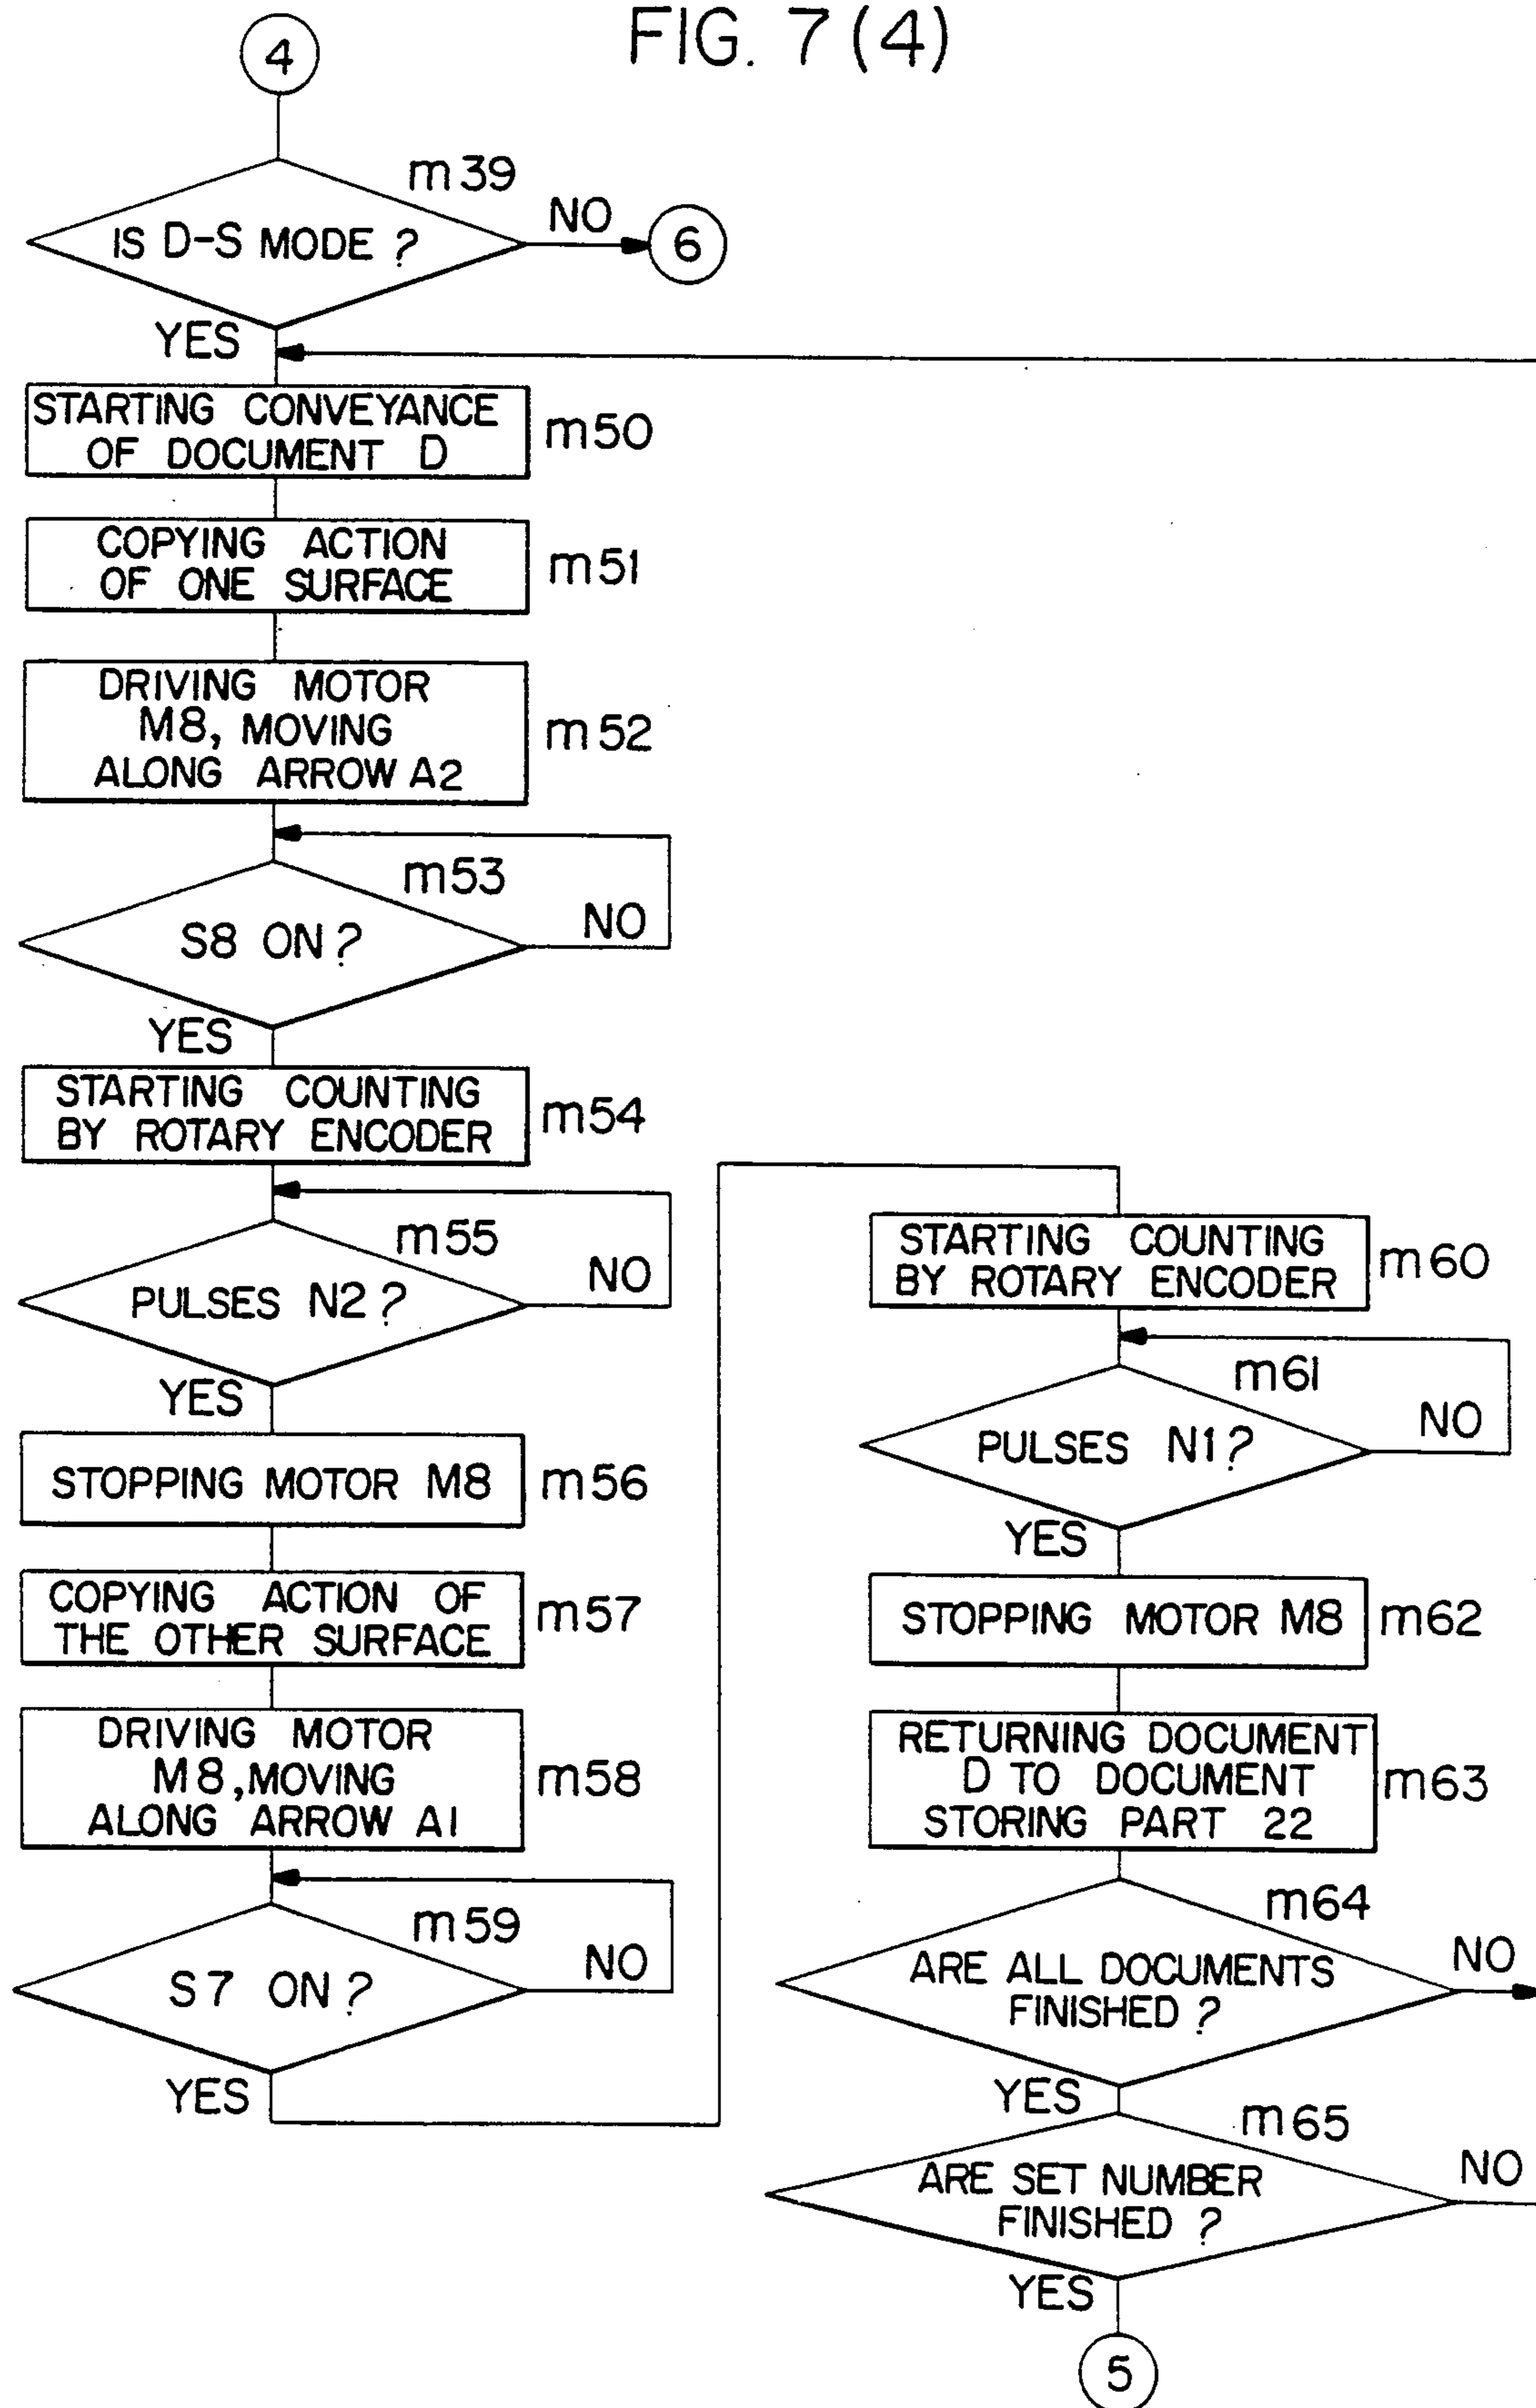 FIG. 7 (4)
4
m39
IS D-S MODE ?
NO
6
YES
STARTING CONVEYANCE
OF DOCUMENT D
m50
COPYING ACTION
OF ONE SURFACE
m51
DRIVING MOTOR
M8, MOVING
ALONG ARROW A2
m52
m53
S8 ON ?
NO
YES
STARTING COUNTING
BY ROTARY ENCODER
m54
m55
PULSES N2 ?
NO
YES
STOPPING MOTOR M8
m56
COPYING ACTION OF
THE OTHER SURFACE
m57
DRIVING MOTOR
M8, MOVING
ALONG ARROW A1
m58
m59
S7 ON ?
NO
YES
STARTING COUNTING
BY ROTARY ENCODER
m60
m61
PULSES N1 ?
NO
YES
STOPPING MOTOR M8
m62
RETURNING DOCUMENT
D TO DOCUMENT
STORING PART 22
m63
m64
ARE ALL DOCUMENTS
FINISHED ?
NO
YES
m65
ARE SET NUMBER
FINISHED ?
NO
YES
5